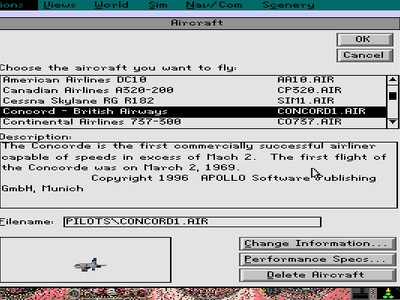 ions Views World Sim Nav/Com Scenery
Aircraft
OK
Cancel
Choose the aircraft you want to fly:
American Airlines DC10 AA10.AIR
Canadian Airlines A320-200 CP320.AIR
Cessna Skylane RG R182 SIM1.AIR
Concord - British Airways CONCORD1.AIR
Continental Airlines 737-300 CO737.AIR
Description:
The Concorde is the first commercially successful airliner
capable of speeds in excess of Mach 2. The first flight of
the Concorde was on March 2, 1969.
Copyright 1996 APOLLO Software Publishing
GmbH, Munich
Filename: PILOTS\CONCORD1.AIR
Change Information...
Performance Specs...
Delete Aircraft